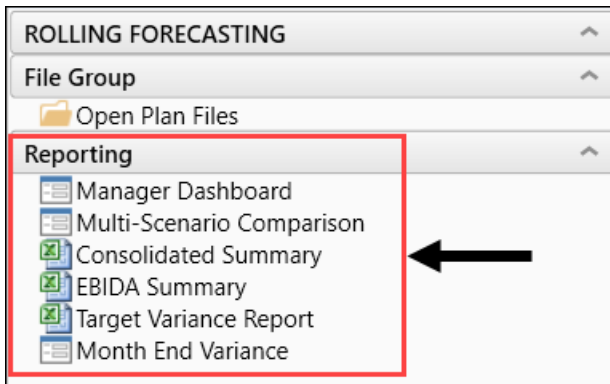 ROLLING FORECASTING
File Group
Open Plan Files
Reporting
Manager Dashboard
Multi-Scenario Comparison
Consolidated Summary
EBIDA Summary
Target Variance Report
Month End Variance